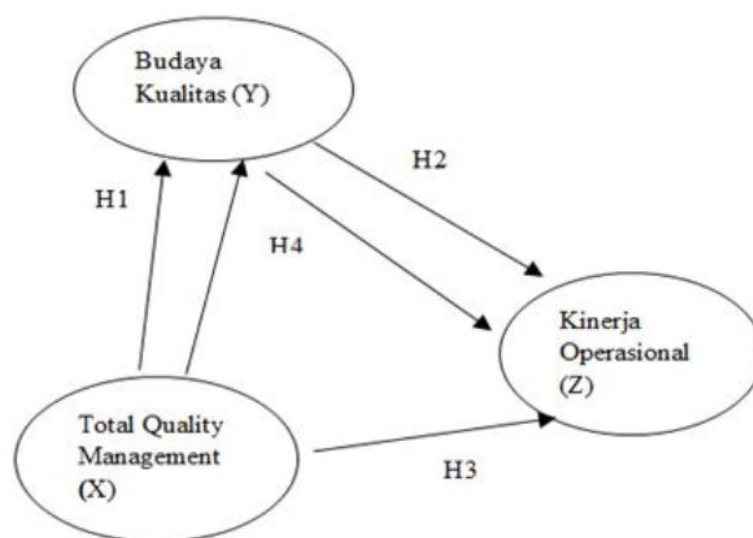 Budaya
Kualitas (Y)
H2
H1
H4
Kinerja
Operasional
(Z)
Total Quality
Management
(X)
H3